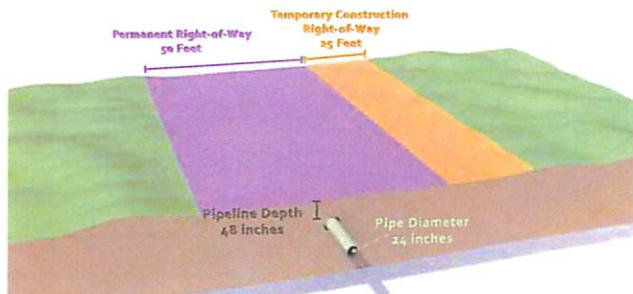 Temporary Construction
Right-of-Way
25 Feet
Permanent Right-of-Way
50 Feet
Pipeline Depth
48 inches
Pipe Diameter
24 inches